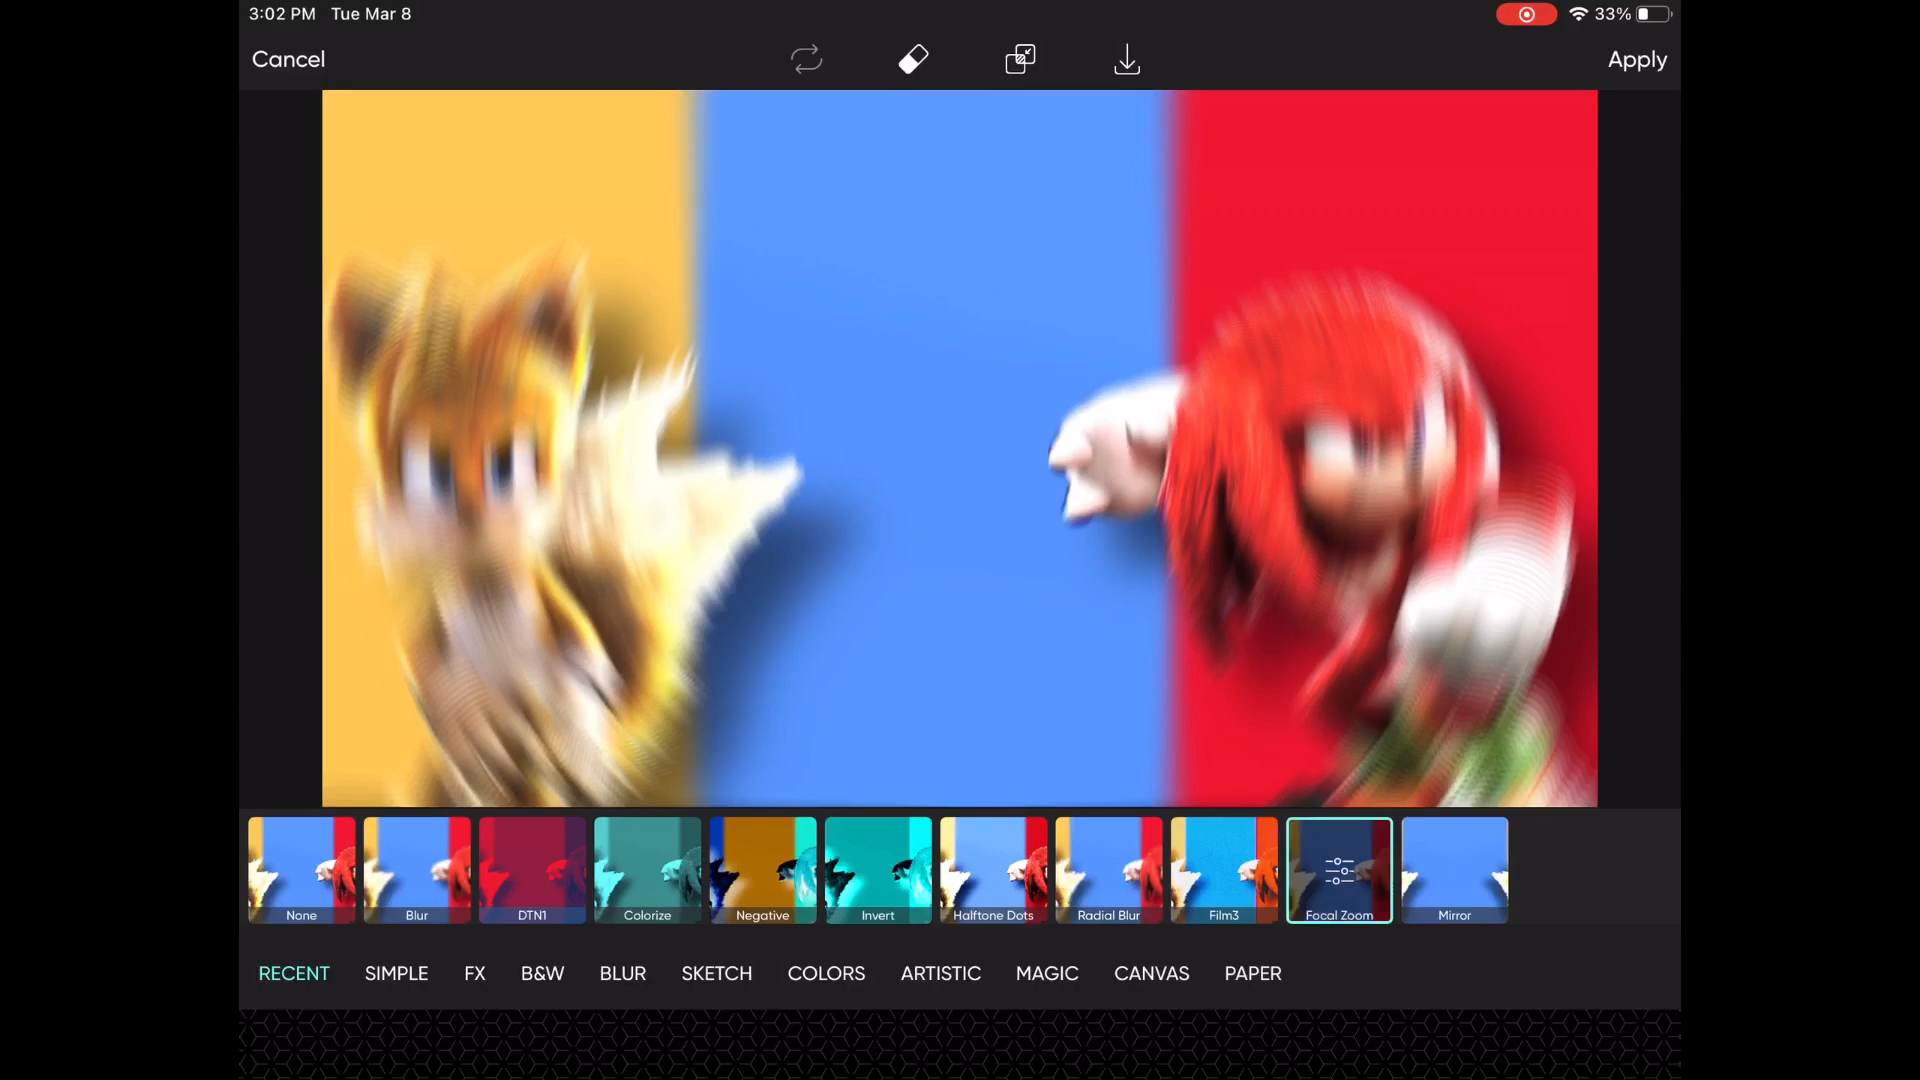 3:02 PM Tue Mar 8 33%
Cancel Apply
None Blur DTN1 Colorize Negative Invert Halftone Dots Radial Blur Film3 Focal Zoom Mirror
RECENT SIMPLE FX B&W BLUR SKETCH COLORS ARTISTIC MAGIC CANVAS PAPER